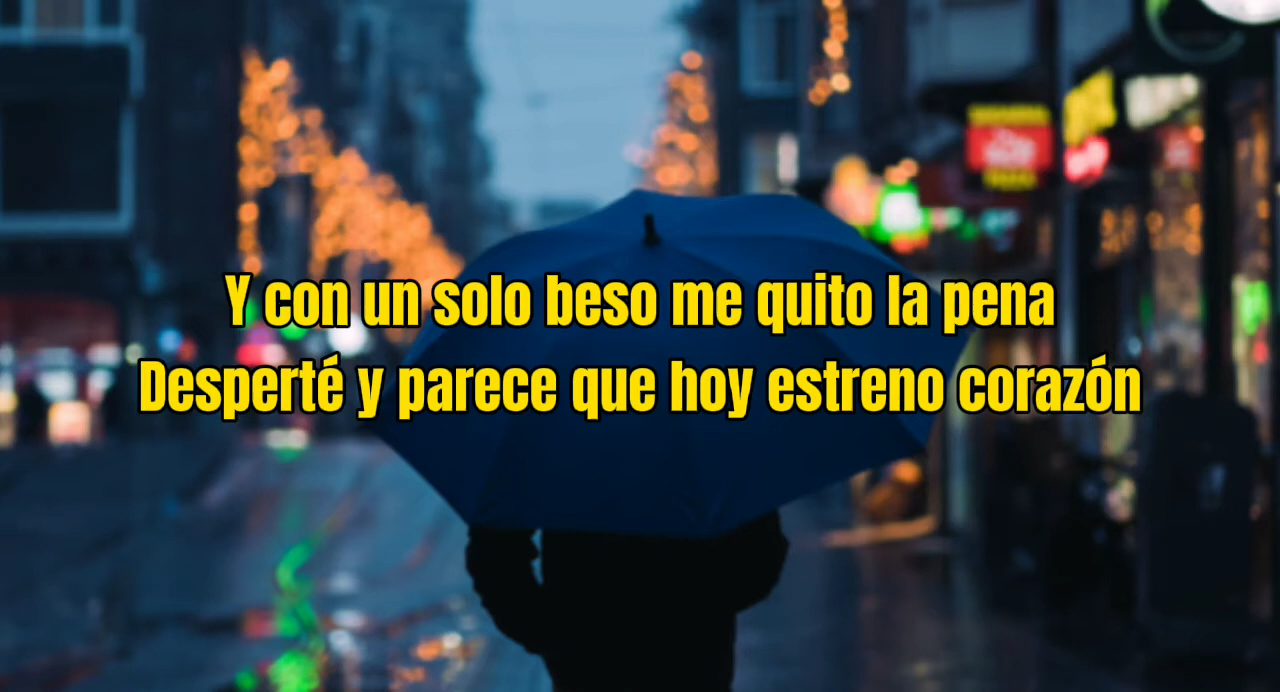 Y con un solo beso me quito la pena
Desperté y parece que hoy estreno corazón